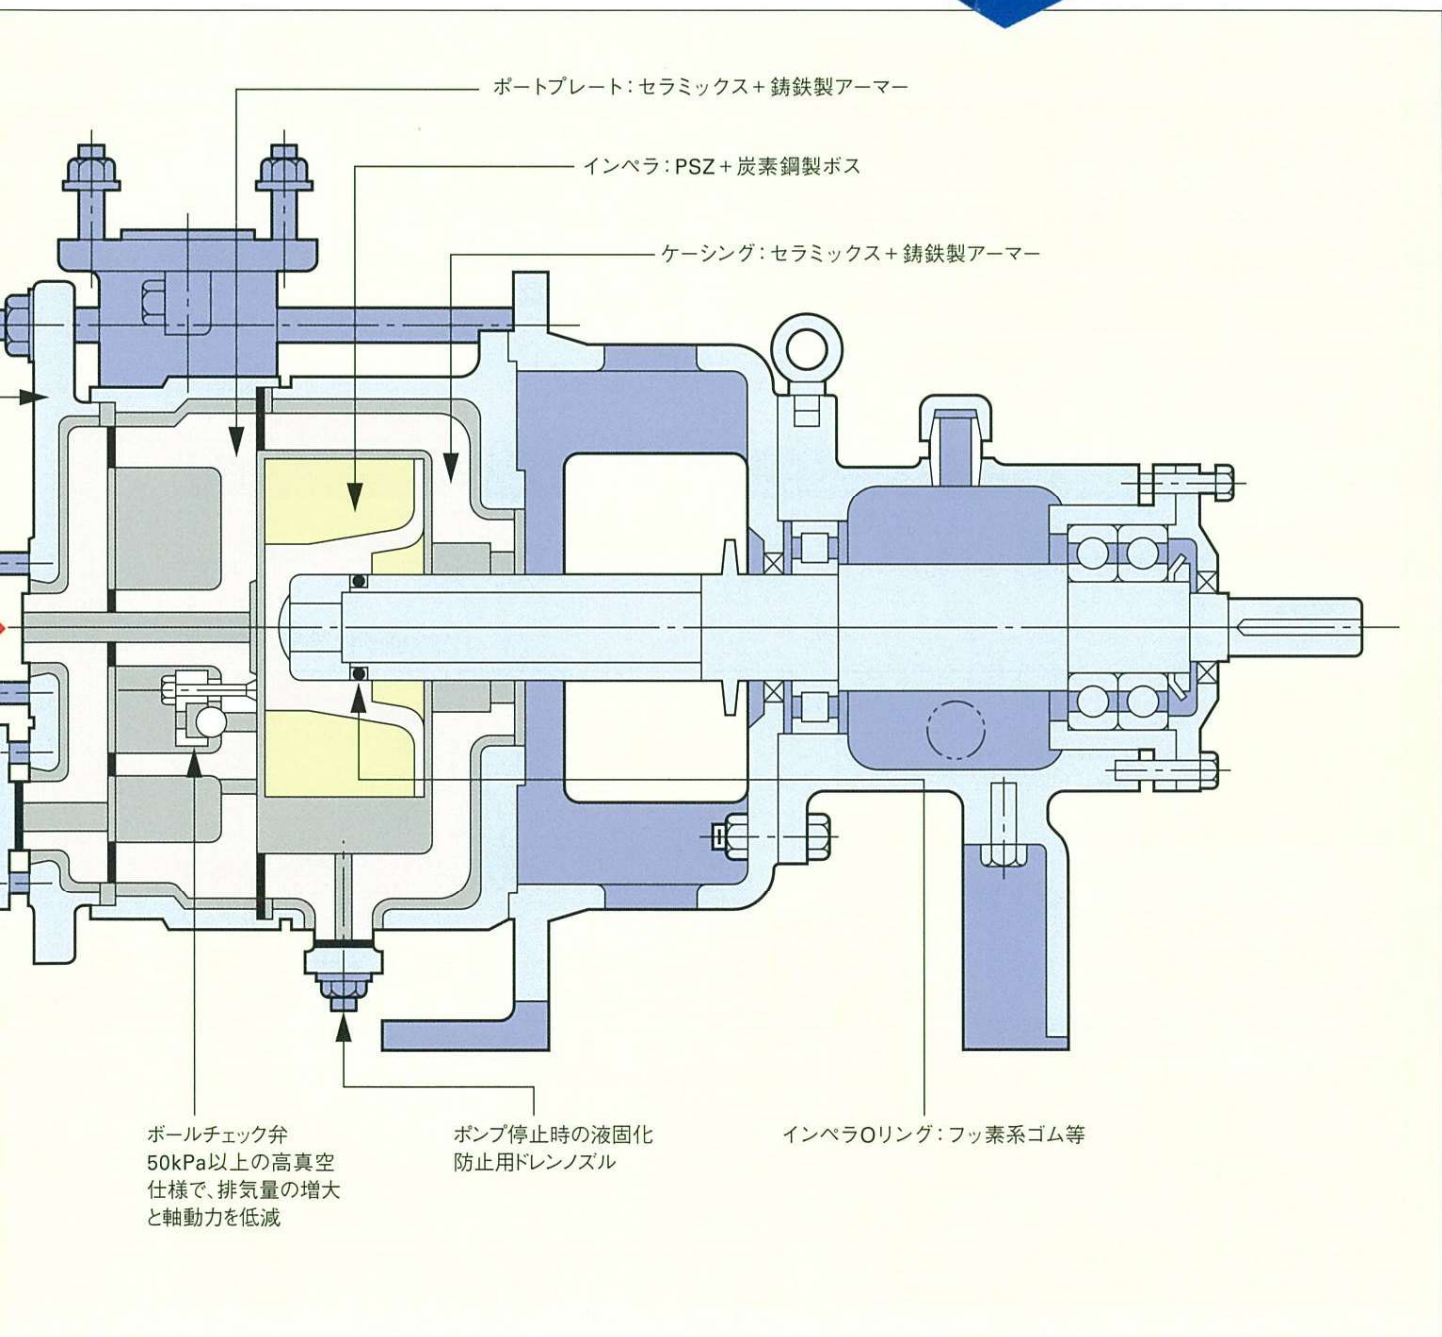 ポートプレート：セラミックス＋鋳鉄製アーマー
インペラ：PSZ＋炭素鋼製ボス
ケーシング：セラミックス＋鋳鉄製アーマー
ボールチェック弁
50kPa以上の高真空
仕様で、排気量の増大
と軸動力を低減
ポンプ停止時の液固化
防止用ドレンノズル
インペラOリング：フッ素系ゴム等